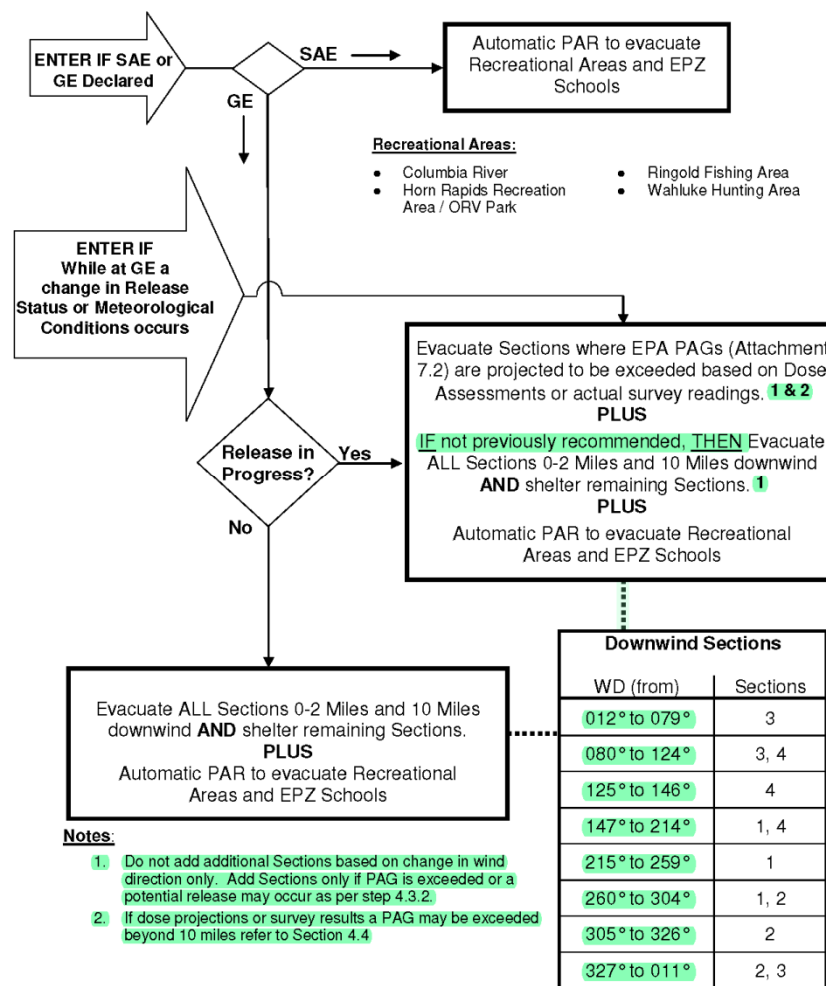 ENTER IF SAE or
GE Declared
SAE
GE
Automatic PAR to evacuate
Recreational Areas and EPZ
Schools
Recreational Areas:
• Columbia River
• Horn Rapids Recreation
Area / ORV Park
• Ringold Fishing Area
• Wahluke Hunting Area
ENTER IF
While at GE a
change in Release
Status or Meteorological
Conditions occurs
Evacuate Sections where EPA PAGs (Attachment
7.2) are projected to be exceeded based on Dose
Assessments or actual survey readings. 1 & 2
PLUS
IF not previously recommended, THEN Evacuate
ALL Sections 0-2 Miles and 10 Miles downwind
AND shelter remaining Sections. 1
PLUS
Automatic PAR to evacuate Recreational
Areas and EPZ Schools
Release in
Progress?
Yes
No
Evacuate ALL Sections 0-2 Miles and 10 Miles
downwind AND shelter remaining Sections.
PLUS
Automatic PAR to evacuate Recreational
Areas and EPZ Schools
Downwind Sections
WD (from) Sections
012° to 079° 3
080° to 124° 3, 4
125° to 146° 4
147° to 214° 1, 4
215° to 259° 1
260° to 304° 1, 2
305° to 326° 2
327° to 011° 2, 3
Notes:
1. Do not add additional Sections based on change in wind
direction only. Add Sections only if PAG is exceeded or a
potential release may occur as per step 4.3.2.
2. If dose projections or survey results a PAG may be exceeded
beyond 10 miles refer to Section 4.4